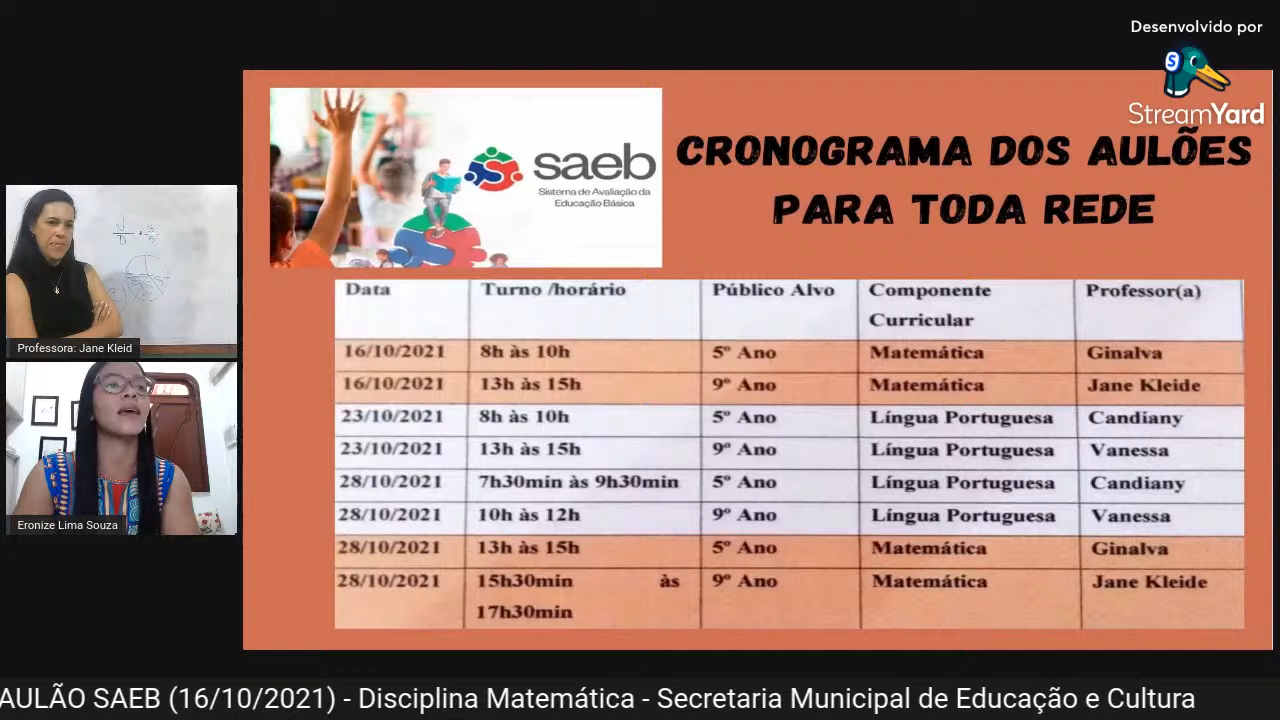 Desenvolvido por
StreamYard
saeb
Sistema de Avaliação da
Educação Básica
CRONOGRAMA DOS AULÕES
PARA TODA REDE
Data Turno /horário Público Alvo Componente Curricular Professor(a)
16/10/2021 8h às 10h 5º Ano Matemática Ginalva
16/10/2021 13h às 15h 9º Ano Matemática Jane Kleide
23/10/2021 8h às 10h 5º Ano Língua Portuguesa Candiany
23/10/2021 13h às 15h 9º Ano Língua Portuguesa Vanessa
28/10/2021 7h30min às 9h30min 5º Ano Língua Portuguesa Candiany
28/10/2021 10h às 12h 9º Ano Língua Portuguesa Vanessa
28/10/2021 13h às 15h 5º Ano Matemática Ginalva
28/10/2021 15h30min às 17h30min 9º Ano Matemática Jane Kleide
Professora: Jane Kleid
Eronize Lima Souza
AULÃO SAEB (16/10/2021) - Disciplina Matemática - Secretaria Municipal de Educação e Cultura